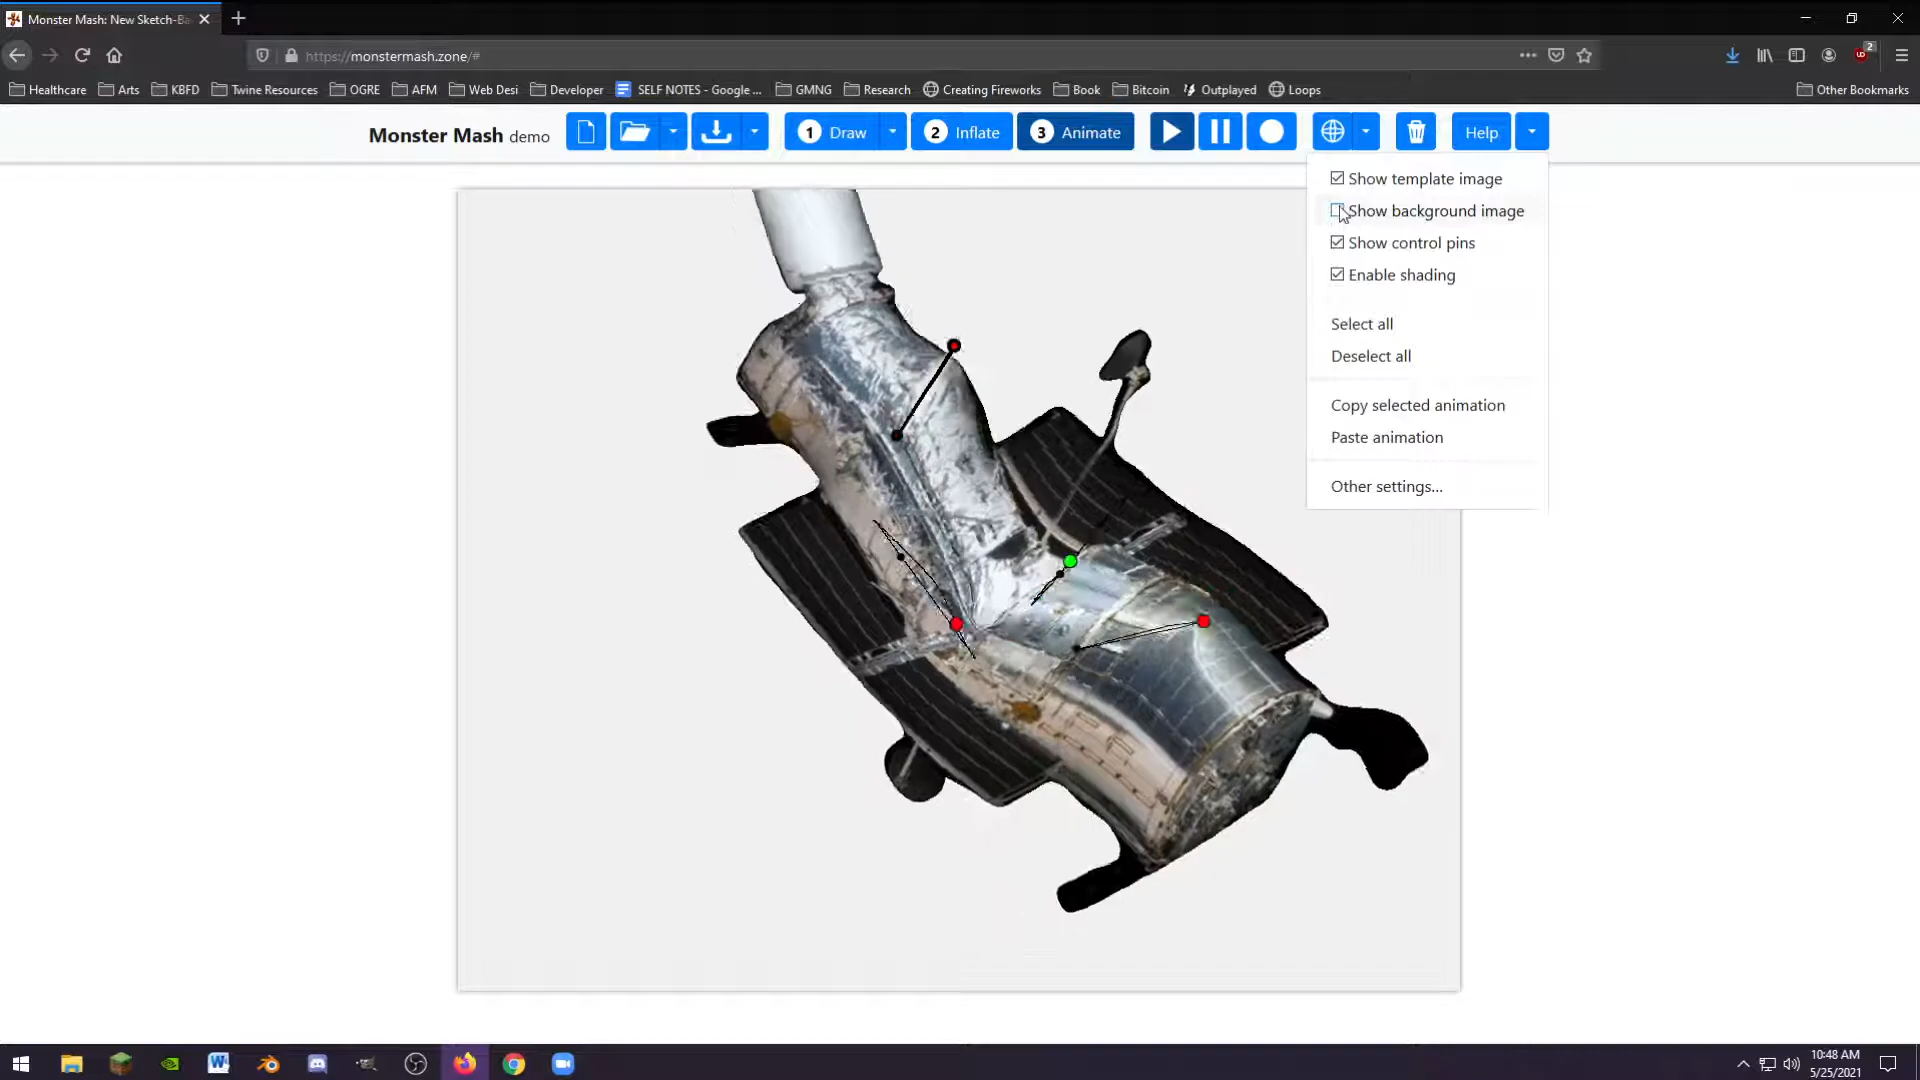 Monster Mash: New Sketch-Ba
https://monstermash.zone/#
2
Healthcare Arts KBFD Twine Resources OGRE AFM Web Desi Developer SELF NOTES - Google ... GMNG Research Creating Fireworks Book Bitcoin Outplayed Loops Other Bookmarks
Monster Mash demo 1 Draw 2 Inflate 3 Animate Help
Show template image
Show background image
Show control pins
Enable shading
Select all
Deselect all
Copy selected animation
Paste animation
Other settings...
10:48 AM
5/25/2021